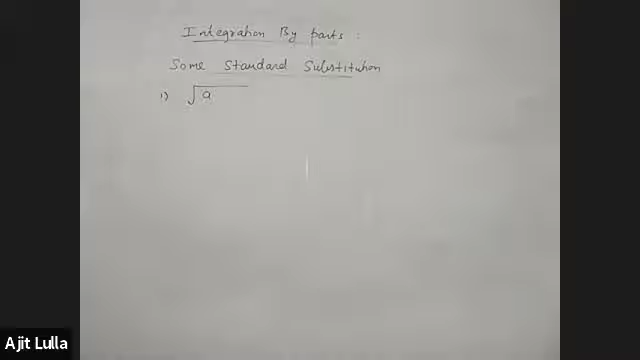 Integration By parts :
Some Standard Substitution
1) √a
Ajit Lulla